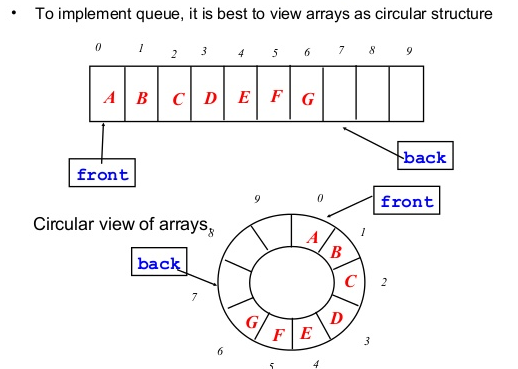 • To implement queue, it is best to view arrays as circular structure
0 1 2 3 4 5 6 7 8 9
A B C D E F G
front
back
Circular view of arrays.
9 0
front
8
A
1
B
back
C 2
7
G F E D
6 3
5 4